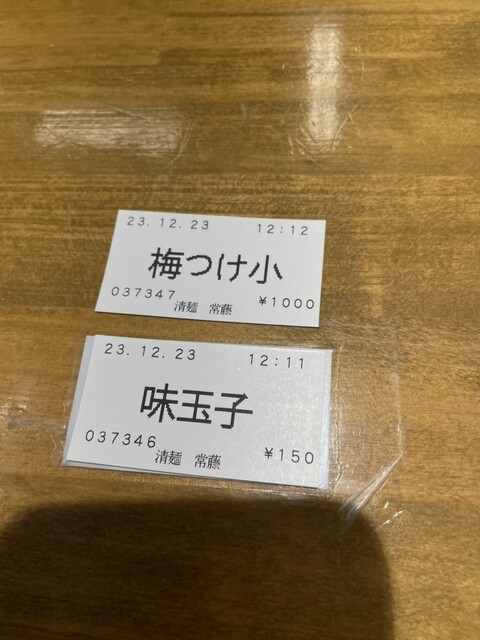 23.12.23 12:12
梅つけ小
037347 ¥1000
清麺 常藤
23.12.23 12:11
味玉子
037346 ¥150
清麺 常藤